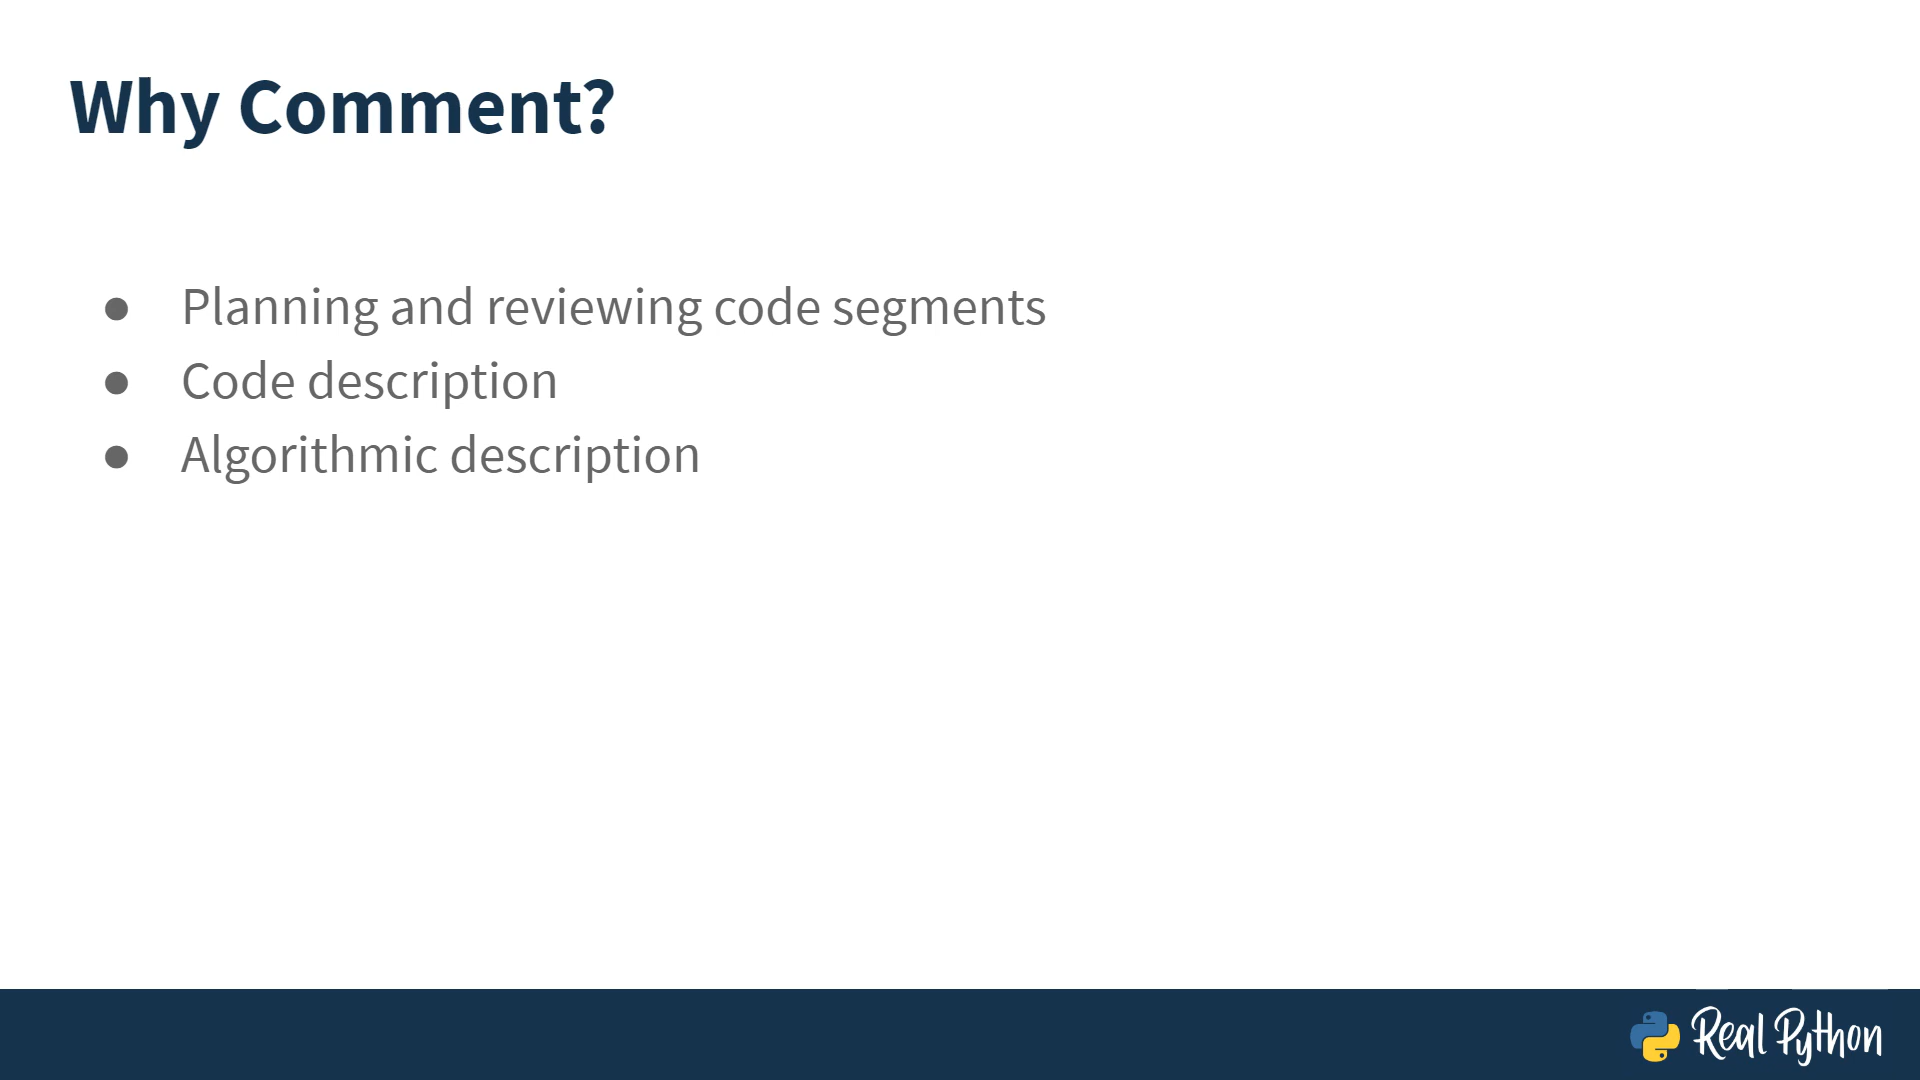 Why Comment?
● Planning and reviewing code segments
● Code description
● Algorithmic description
Real Python